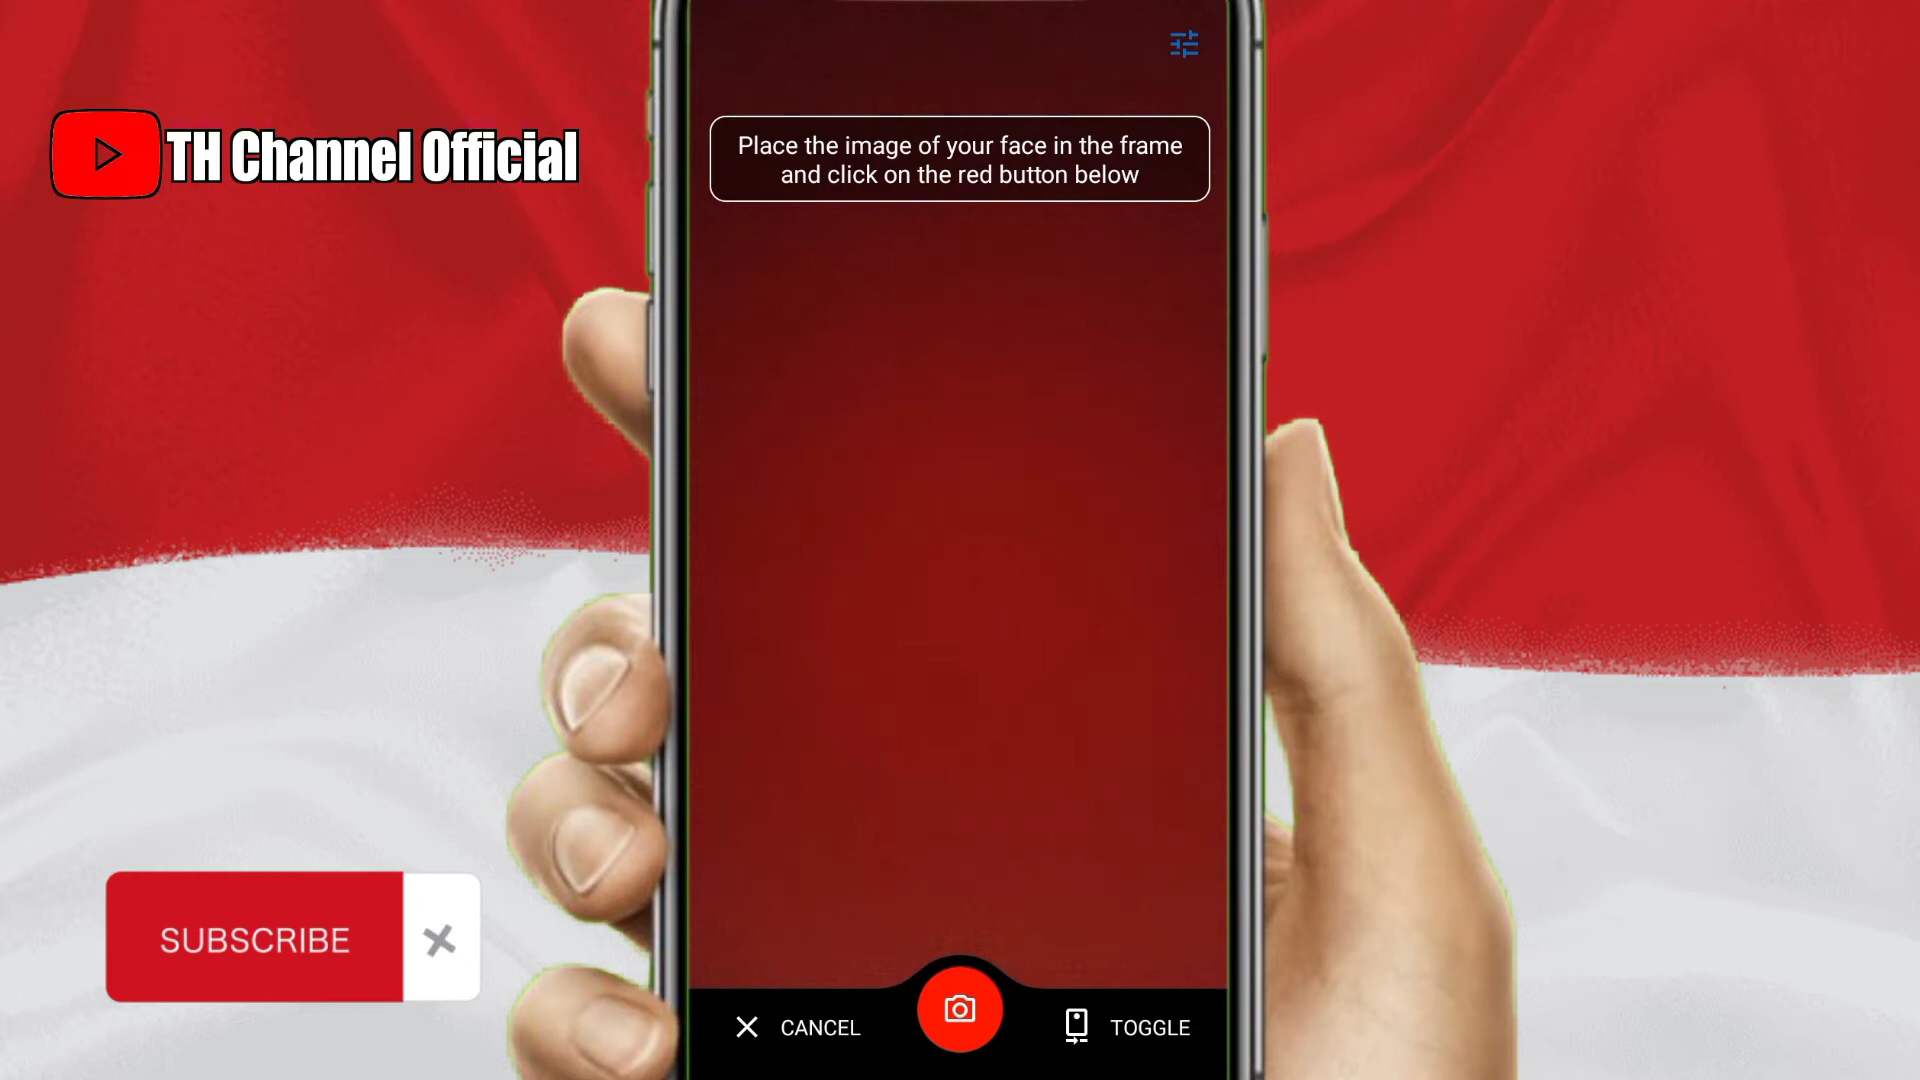 TH Channel Official
Place the image of your face in the frame
and click on the red button below
SUBSCRIBE
CANCEL
TOGGLE